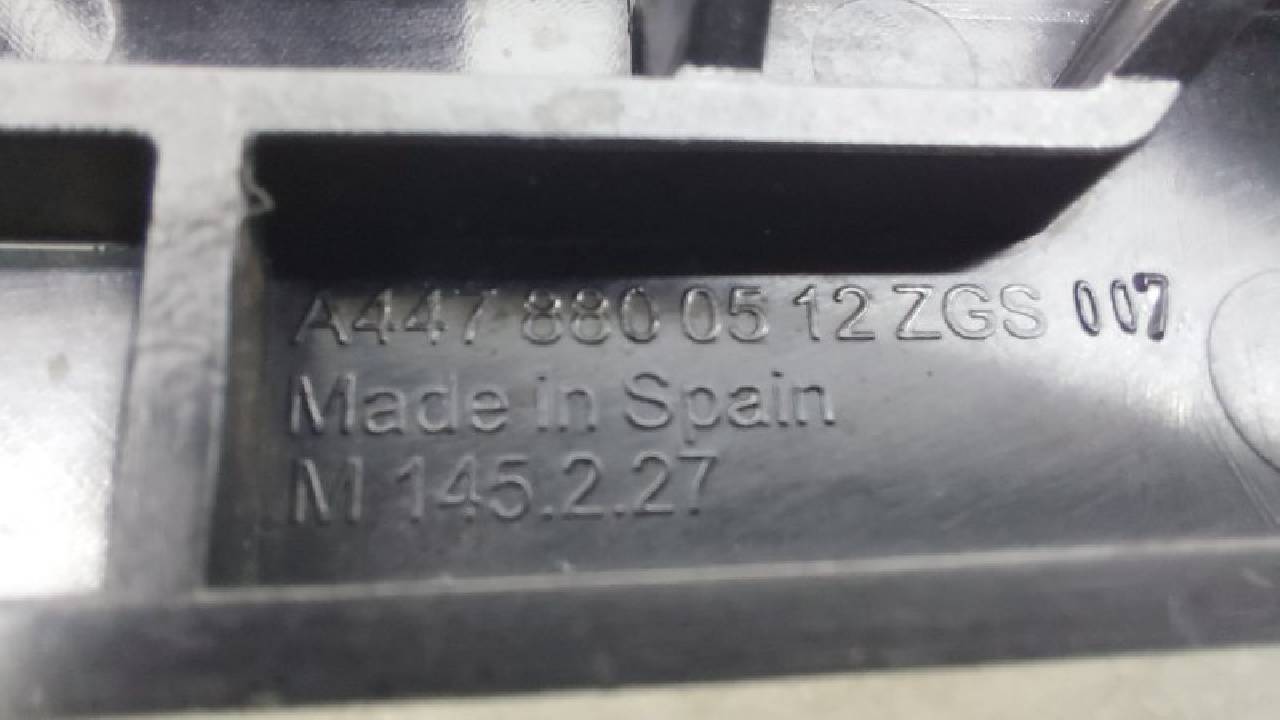 A447 880 05 12 ZGS 007
Made in Spain
M 145.2.27